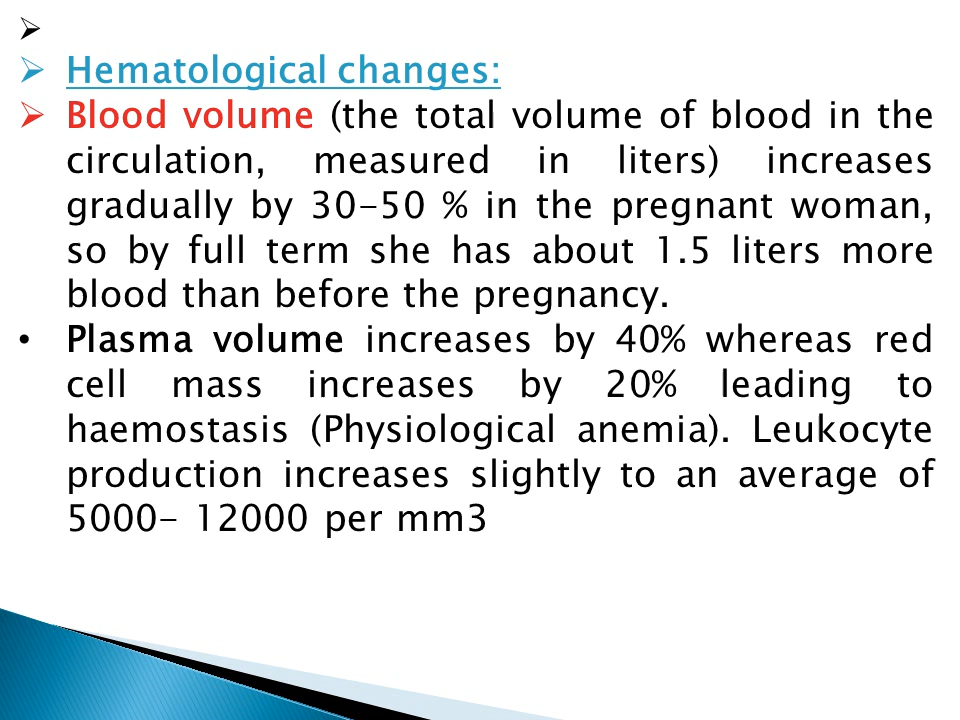 Hematological changes:
Blood volume (the total volume of blood in the
circulation, measured in liters) increases
gradually by 30-50 % in the pregnant woman,
so by full term she has about 1.5 liters more
blood than before the pregnancy.
Plasma volume increases by 40% whereas red
cell mass increases by 20% leading to
haemostasis (Physiological anemia). Leukocyte
production increases slightly to an average of
5000- 12000 per mm3